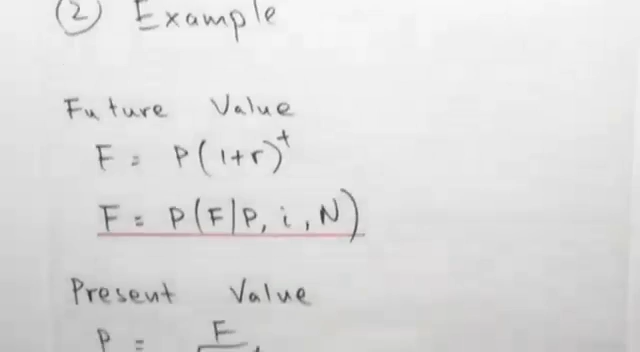 ② Example
Future Value
F = P(1+r)^t
F = P(F|P, i, N)
Present Value
P = F